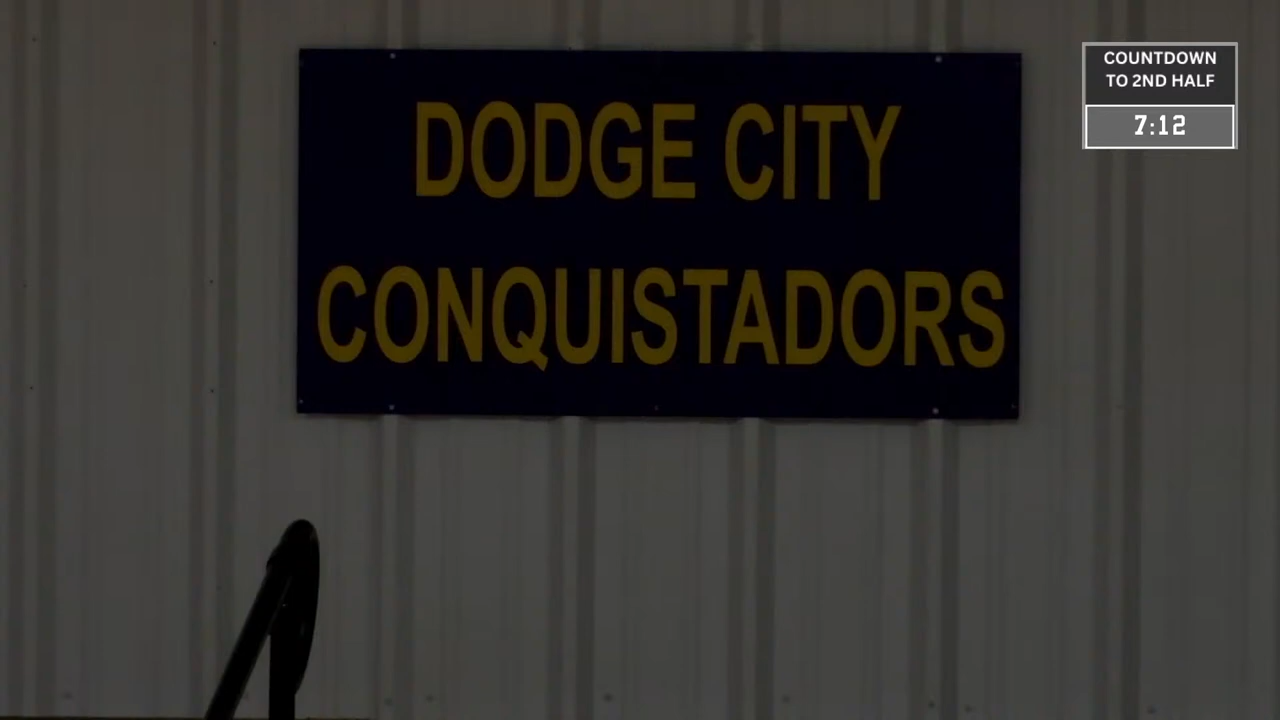 DODGE CITY
CONQUISTADORS
COUNTDOWN
TO 2ND HALF
7:12